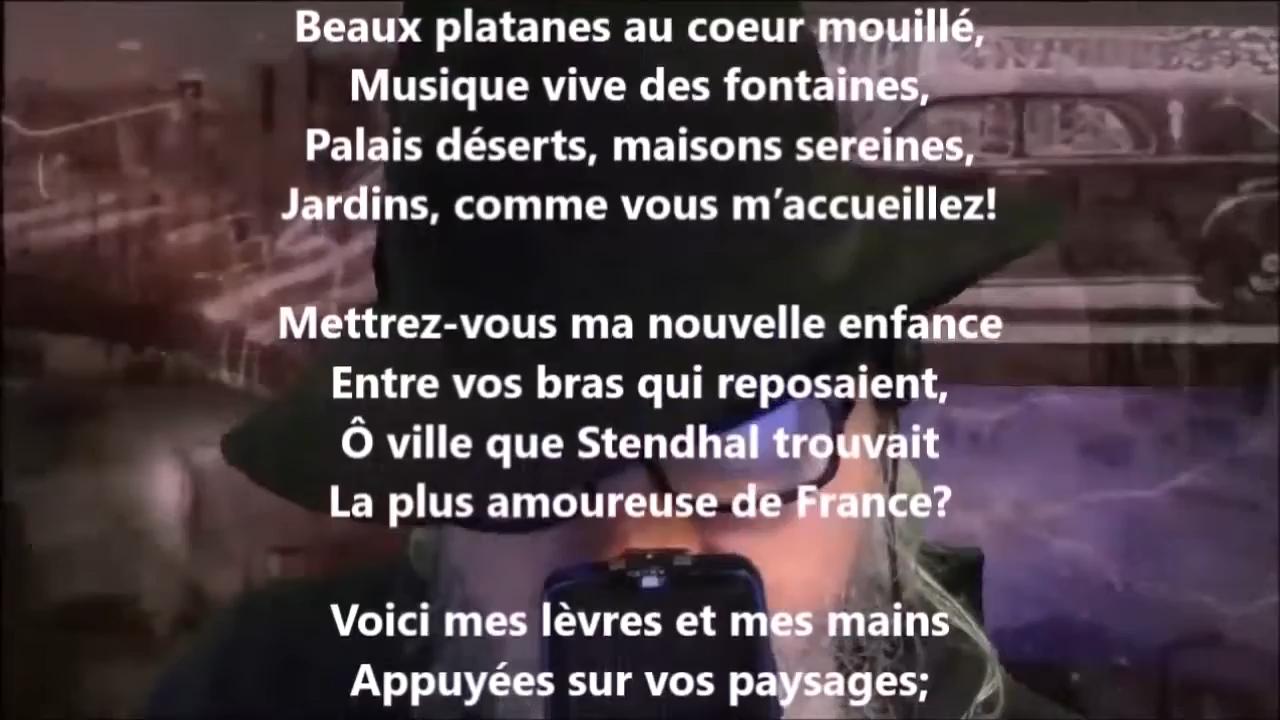 Beaux platanes au coeur mouillé,
Musique vive des fontaines,
Palais déserts, maisons sereines,
Jardins, comme vous m’accueillez!
Mettrez-vous ma nouvelle enfance
Entre vos bras qui reposaient,
Ô ville que Stendhal trouvait
La plus amoureuse de France?
Voici mes lèvres et mes mains
Appuyées sur vos paysages;